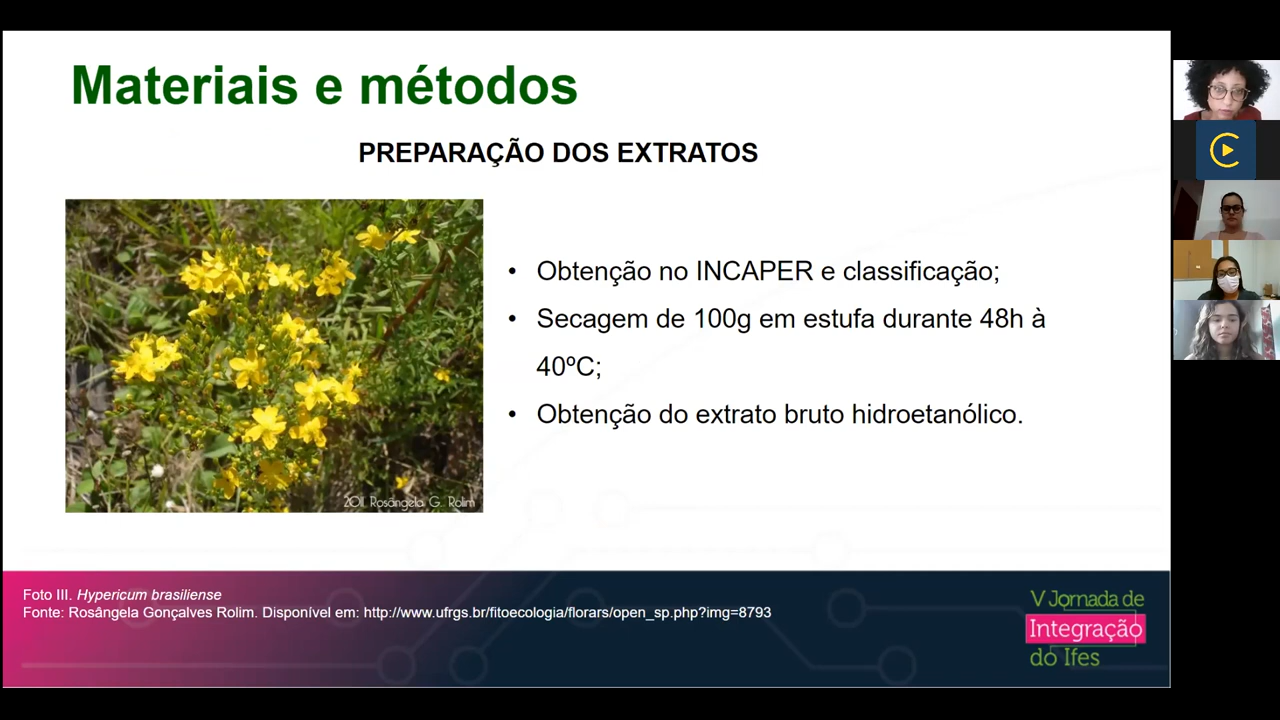 Materiais e métodos
PREPARAÇÃO DOS EXTRATOS
• Obtenção no INCAPER e classificação;
• Secagem de 100g em estufa durante 48h à
40ºC;
• Obtenção do extrato bruto hidroetanólico.
2011 Rosângela G. Rolim
Foto III. Hypericum brasiliense
Fonte: Rosângela Gonçalves Rolim. Disponível em: http://www.ufrgs.br/fitoecologia/florars/open_sp.php?img=8793
V Jornada de
Integração
do Ifes